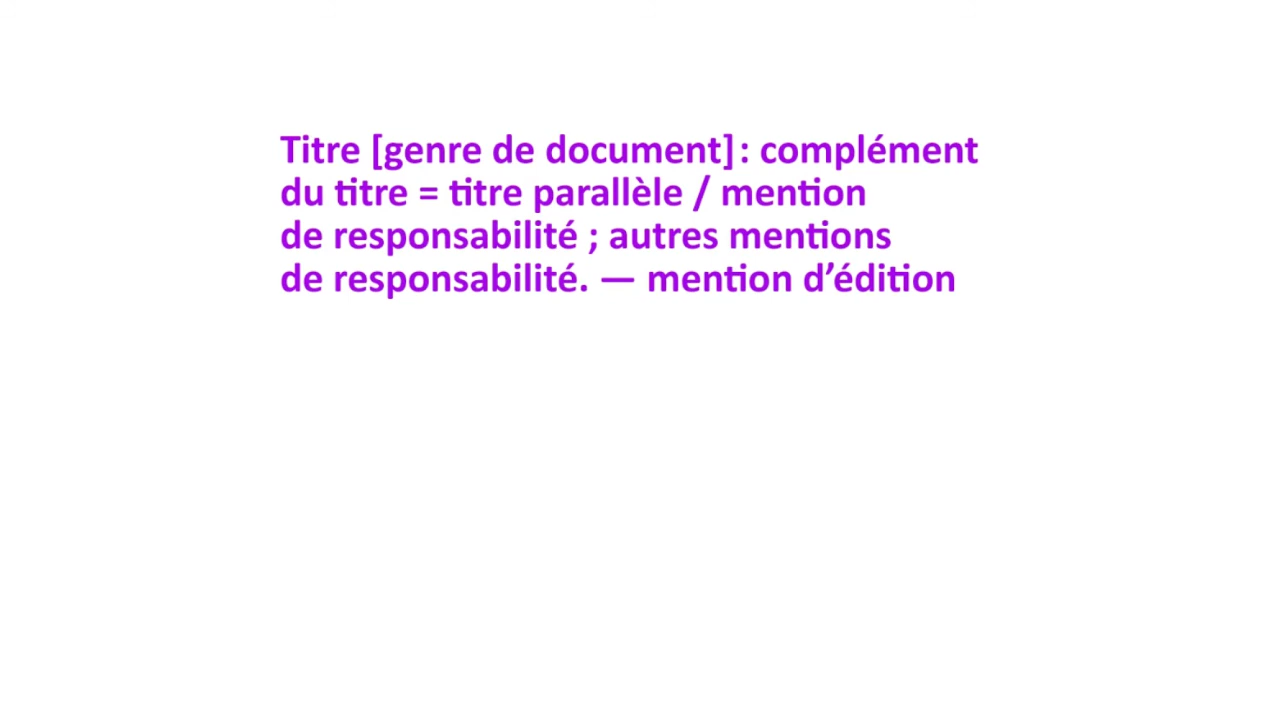 Titre [genre de document] : complément
du titre = titre parallèle / mention
de responsabilité ; autres mentions
de responsabilité. — mention d’édition